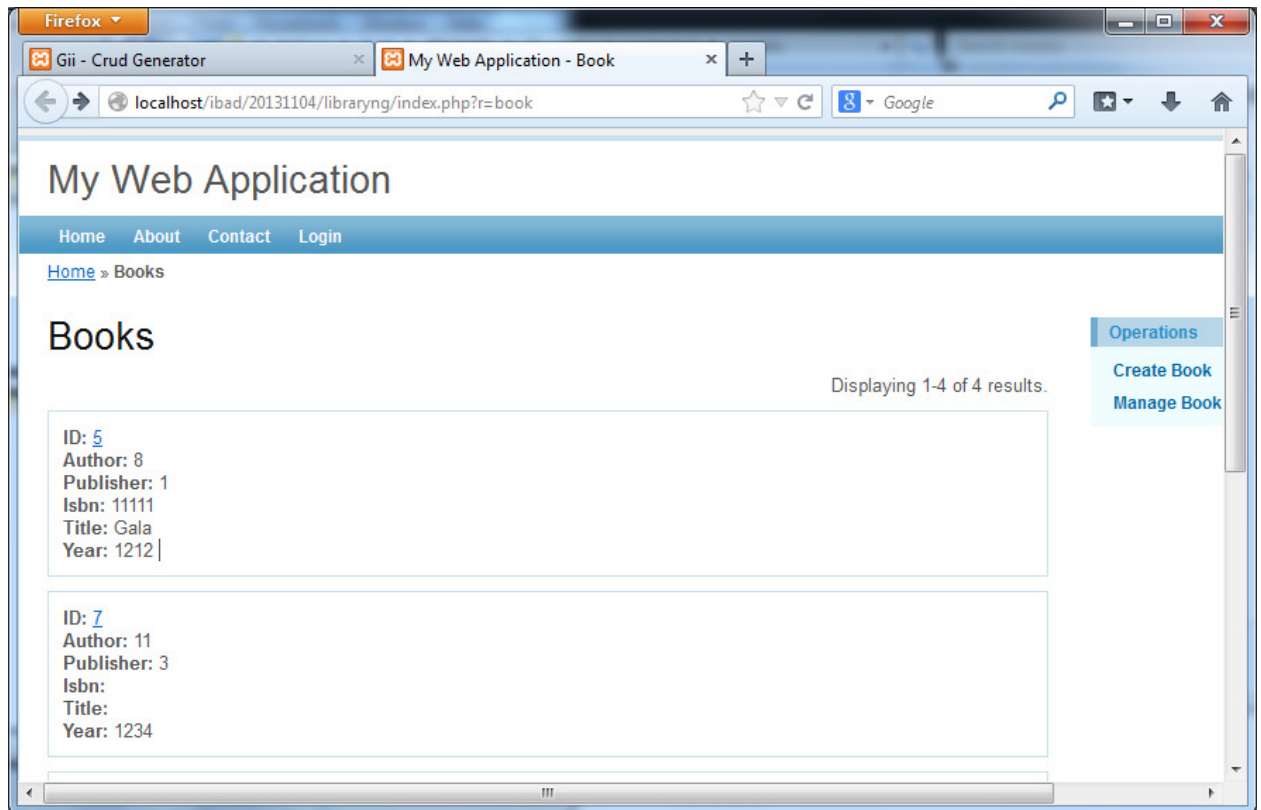 Firefox
Gii - Crud Generator
My Web Application - Book
localhost/ibad/20131104/libraryng/index.php?r=book
Google
My Web Application
Home About Contact Login
Home » Books
Books
Operations
Create Book
Manage Book
Displaying 1-4 of 4 results.
ID: 5
Author: 8
Publisher: 1
Isbn: 11111
Title: Gala
Year: 1212
ID: 7
Author: 11
Publisher: 3
Isbn:
Title:
Year: 1234